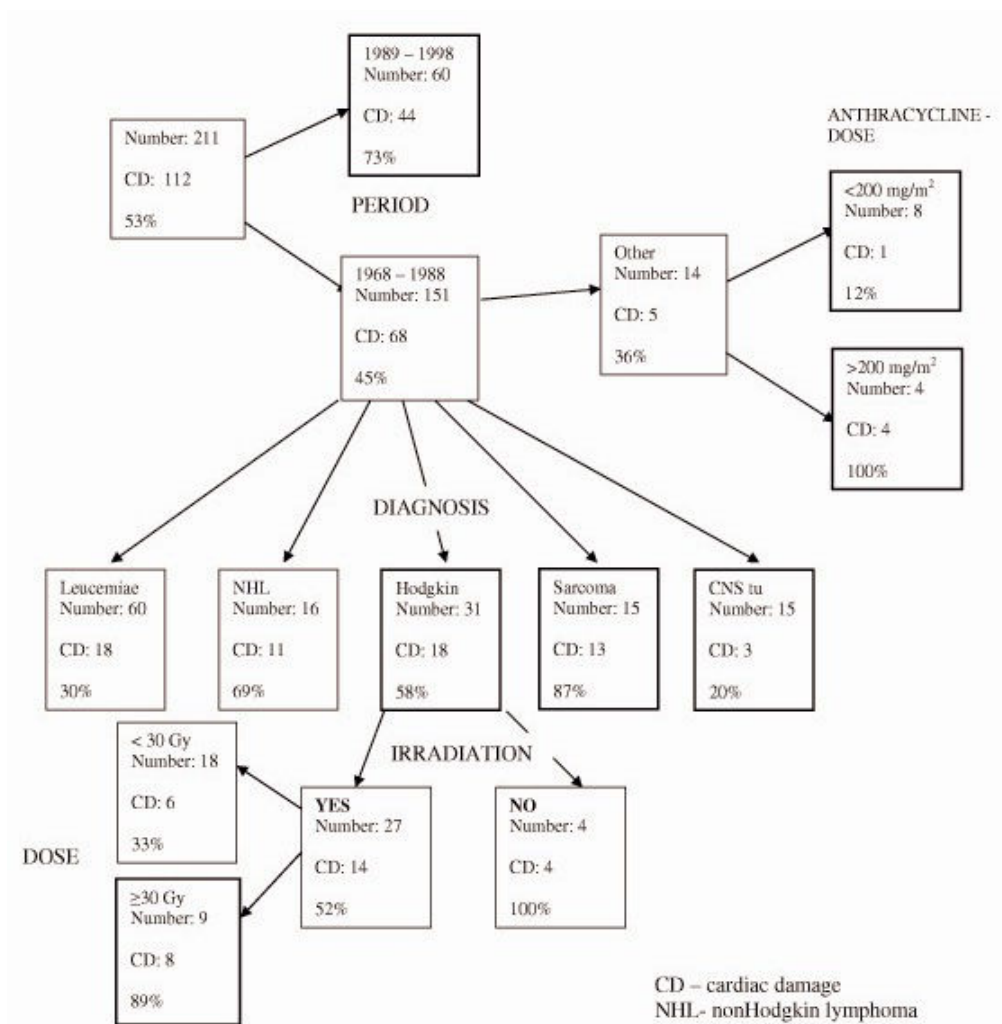 1989 – 1998
Number: 60
CD: 44
73%
Number: 211
CD: 112
53%
PERIOD
ANTHRACYCLINE -
DOSE
<200 mg/m²
Number: 8
CD: 1
12%
1968 – 1988
Number: 151
CD: 68
45%
Other
Number: 14
CD: 5
36%
>200 mg/m²
Number: 4
CD: 4
100%
DIAGNOSIS
Leucemiae
Number: 60
CD: 18
30%
NHL
Number: 16
CD: 11
69%
Hodgkin
Number: 31
CD: 18
58%
Sarcoma
Number: 15
CD: 13
87%
CNS tu
Number: 15
CD: 3
20%
IRRADIATION
< 30 Gy
Number: 18
CD: 6
33%
YES
Number: 27
CD: 14
52%
NO
Number: 4
CD: 4
100%
DOSE
≥30 Gy
Number: 9
CD: 8
89%
CD – cardiac damage
NHL- nonHodgkin lymphoma